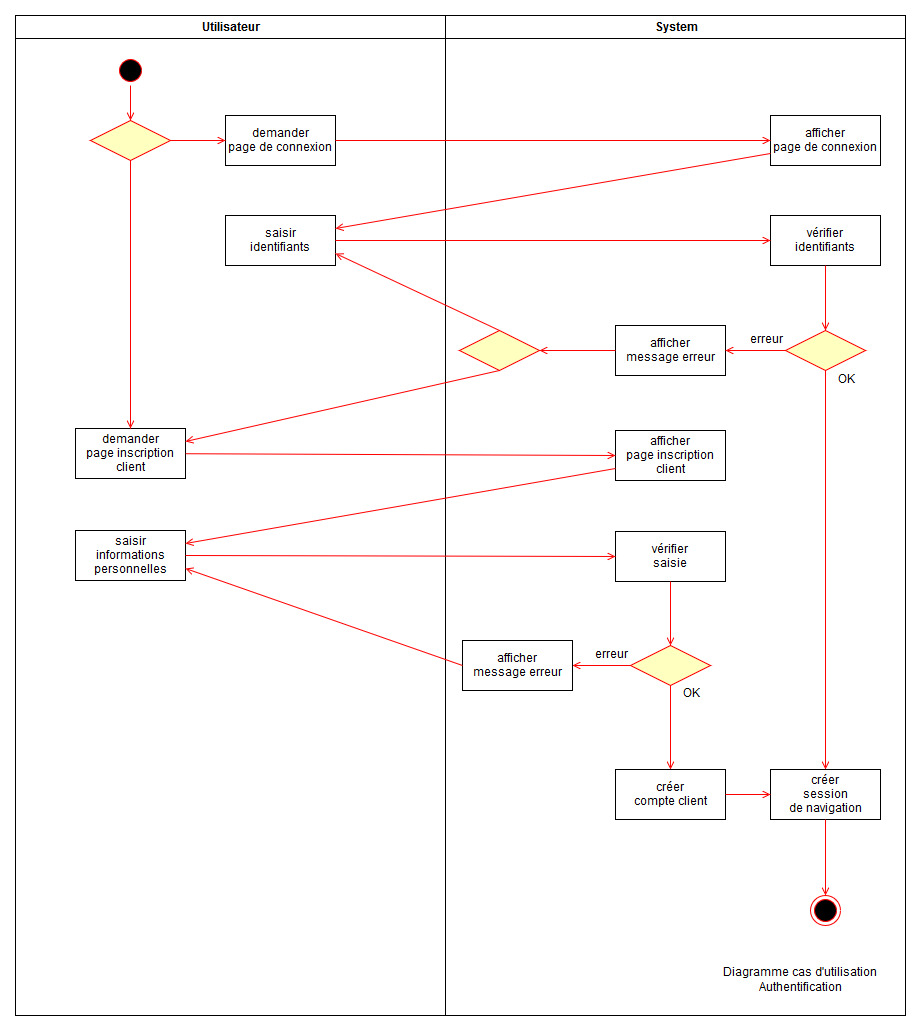 Utilisateur
System
demander
page de connexion
afficher
page de connexion
saisir
identifiants
vérifier
identifiants
afficher
message erreur
erreur
OK
demander
page inscription
client
afficher
page inscription
client
saisir
informations
personnelles
vérifier
saisie
afficher
message erreur
erreur
OK
créer
compte client
créer
session
de navigation
Diagramme cas d'utilisation
Authentification